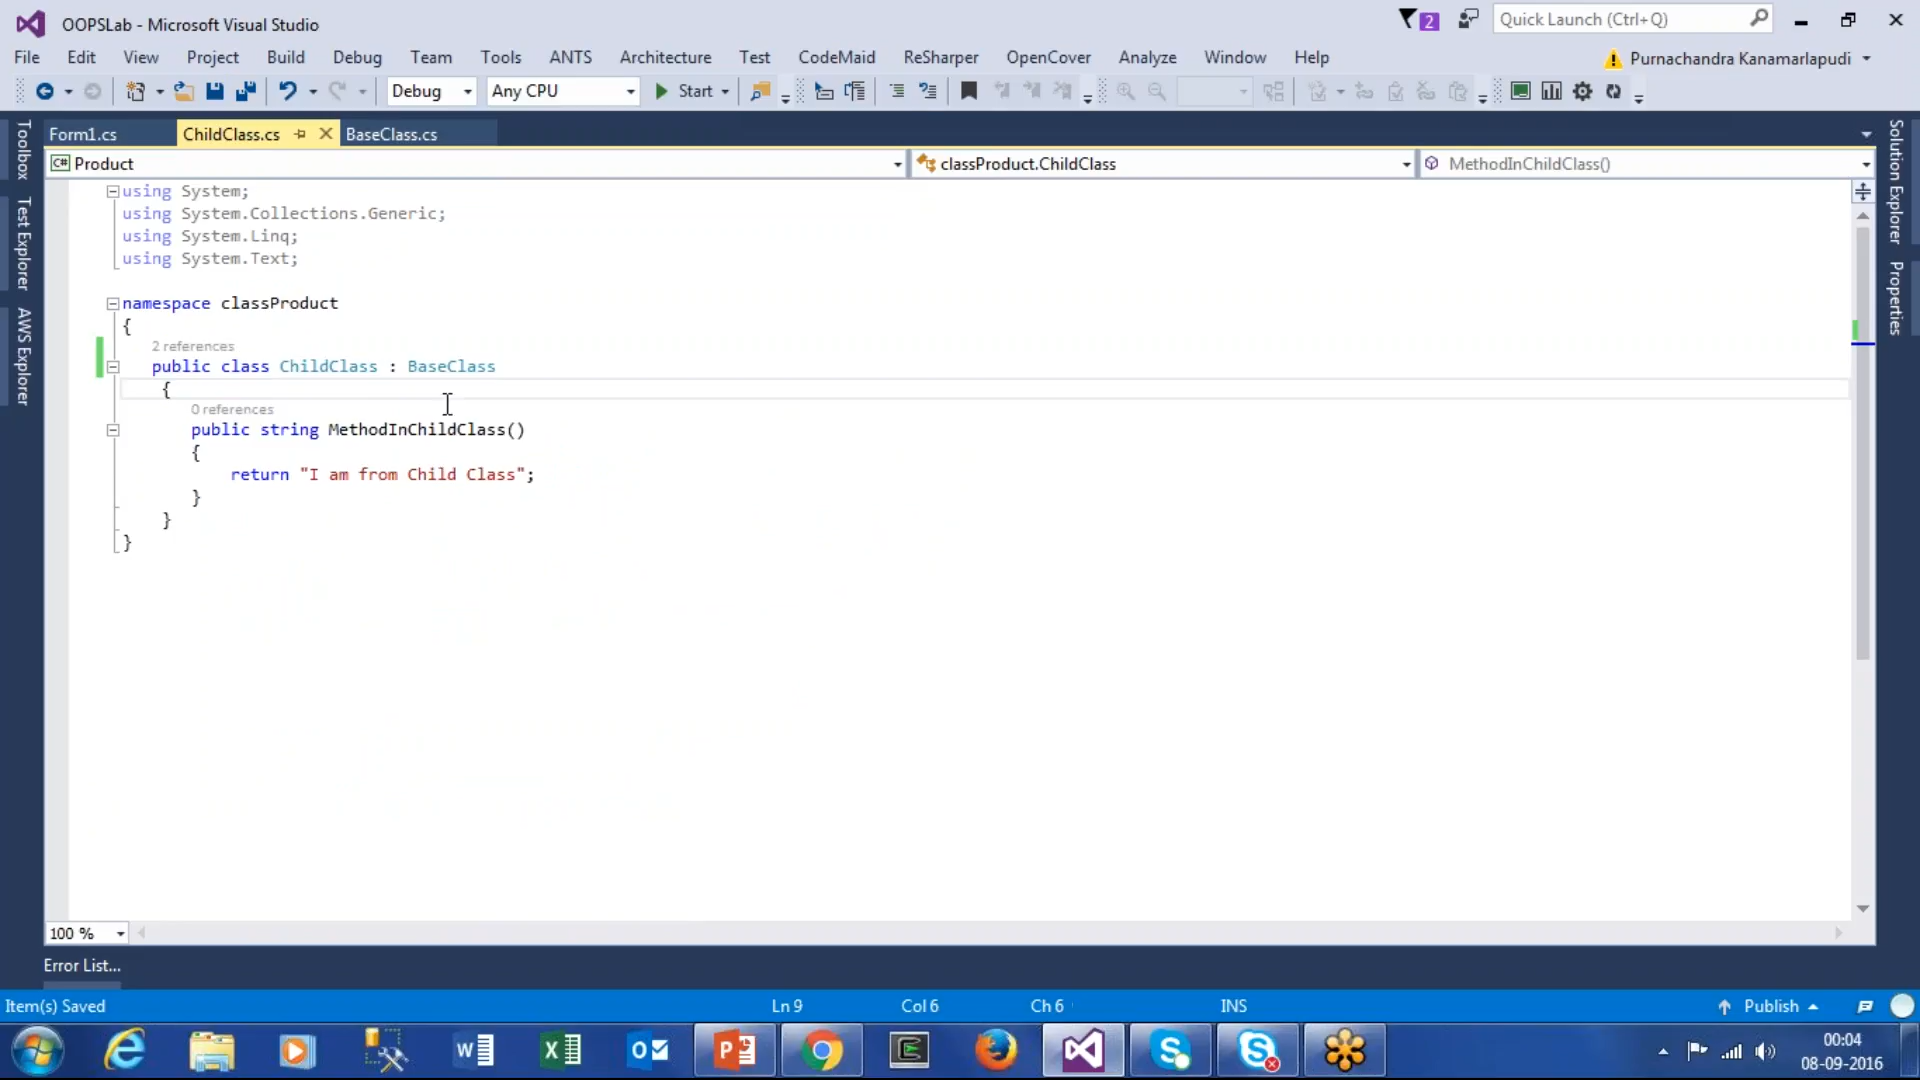 OOPSLab - Microsoft Visual Studio
2
Quick Launch (Ctrl+Q)
File Edit View Project Build Debug Team Tools ANTS Architecture Test CodeMaid ReSharper OpenCover Analyze Window Help
Purnachandra Kanamarlapudi
Debug Any CPU Start
Form1.cs ChildClass.cs BaseClass.cs
C# Product classProduct.ChildClass MethodInChildClass()
Toolbox
Test Explorer
AWS Explorer
using System;
using System.Collections.Generic;
using System.Linq;
using System.Text;
namespace classProduct
{
2 references
public class ChildClass : BaseClass
{
0 references
public string MethodInChildClass()
{
return "I am from Child Class";
}
}
}
Solution Explorer
Properties
100 %
Error List...
Item(s) Saved Ln 9 Col 6 Ch 6 INS Publish
00:04
08-09-2016